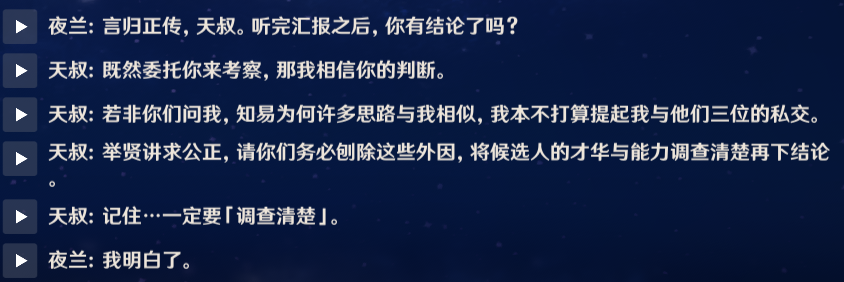 夜兰: 言归正传, 天叔。听完汇报之后, 你有结论了吗?
天叔: 既然委托你来考察, 那我相信你的判断。
天叔: 若非你们问我, 知易为何许多思路与我相似, 我本不打算提起我与他们三位的私交。
天叔: 举贤讲求公正, 请你们务必刨除这些外因, 将候选人的才华与能力调查清楚再下结论
。
天叔: 记住…一定要「调查清楚」。
夜兰: 我明白了。